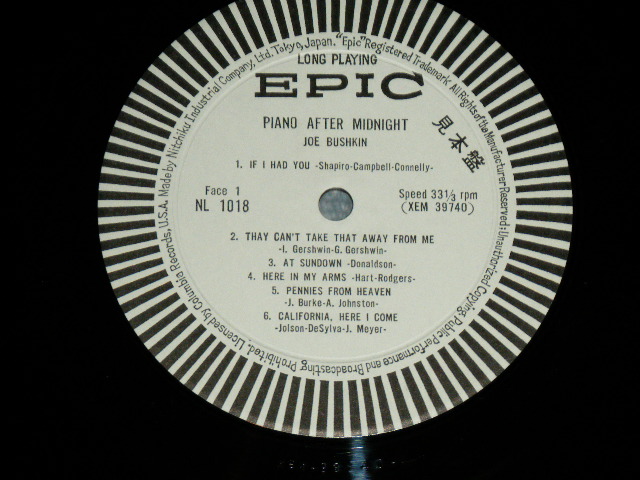 LONG PLAYING
EPIC
PIANO AFTER MIDNIGHT
JOE BUSHKIN
見本盤
1. IF I HAD YOU -Shapiro-Campbell-Connelly-
Face 1
NL 1018
Speed 33 1/3 rpm
(XEM 39740)
2. THAY CAN'T TAKE THAT AWAY FROM ME
-I. Gershwin-G. Gershwin-
3. AT SUNDOWN -Donaldson-
4. HERE IN MY ARMS -Hart-Rodgers-
5. PENNIES FROM HEAVEN
-J. Burke-A. Johnston-
6. CALIFORNIA, HERE I COME
-Jolson-DeSylva-J. Meyer-
Licensed by Columbia Records, U.S.A. Made by Nitchiku Industrial Company, Ltd. Tokyo, Japan. "Epic" Registered Trademark. All Rights of the Manufacturer Reserved: Unauthorized Copying, Public Performance and Broadcasting Prohibited.